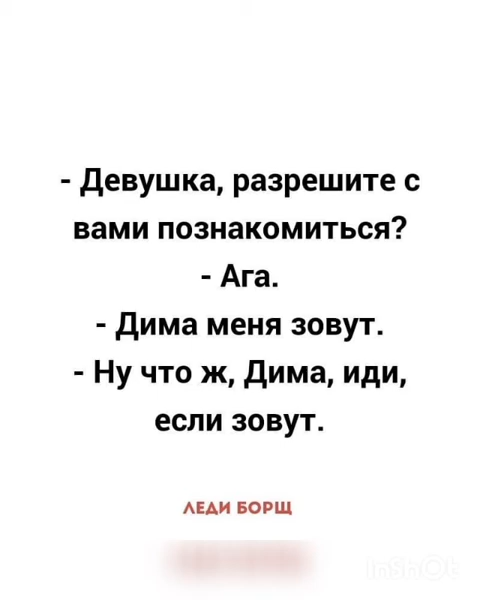 - Девушка, разрешите с
вами познакомиться?
- Ага.
- Дима меня зовут.
- Ну что ж, Дима, иди,
если зовут.
ЛЕДИ БОРЩ
InShOt